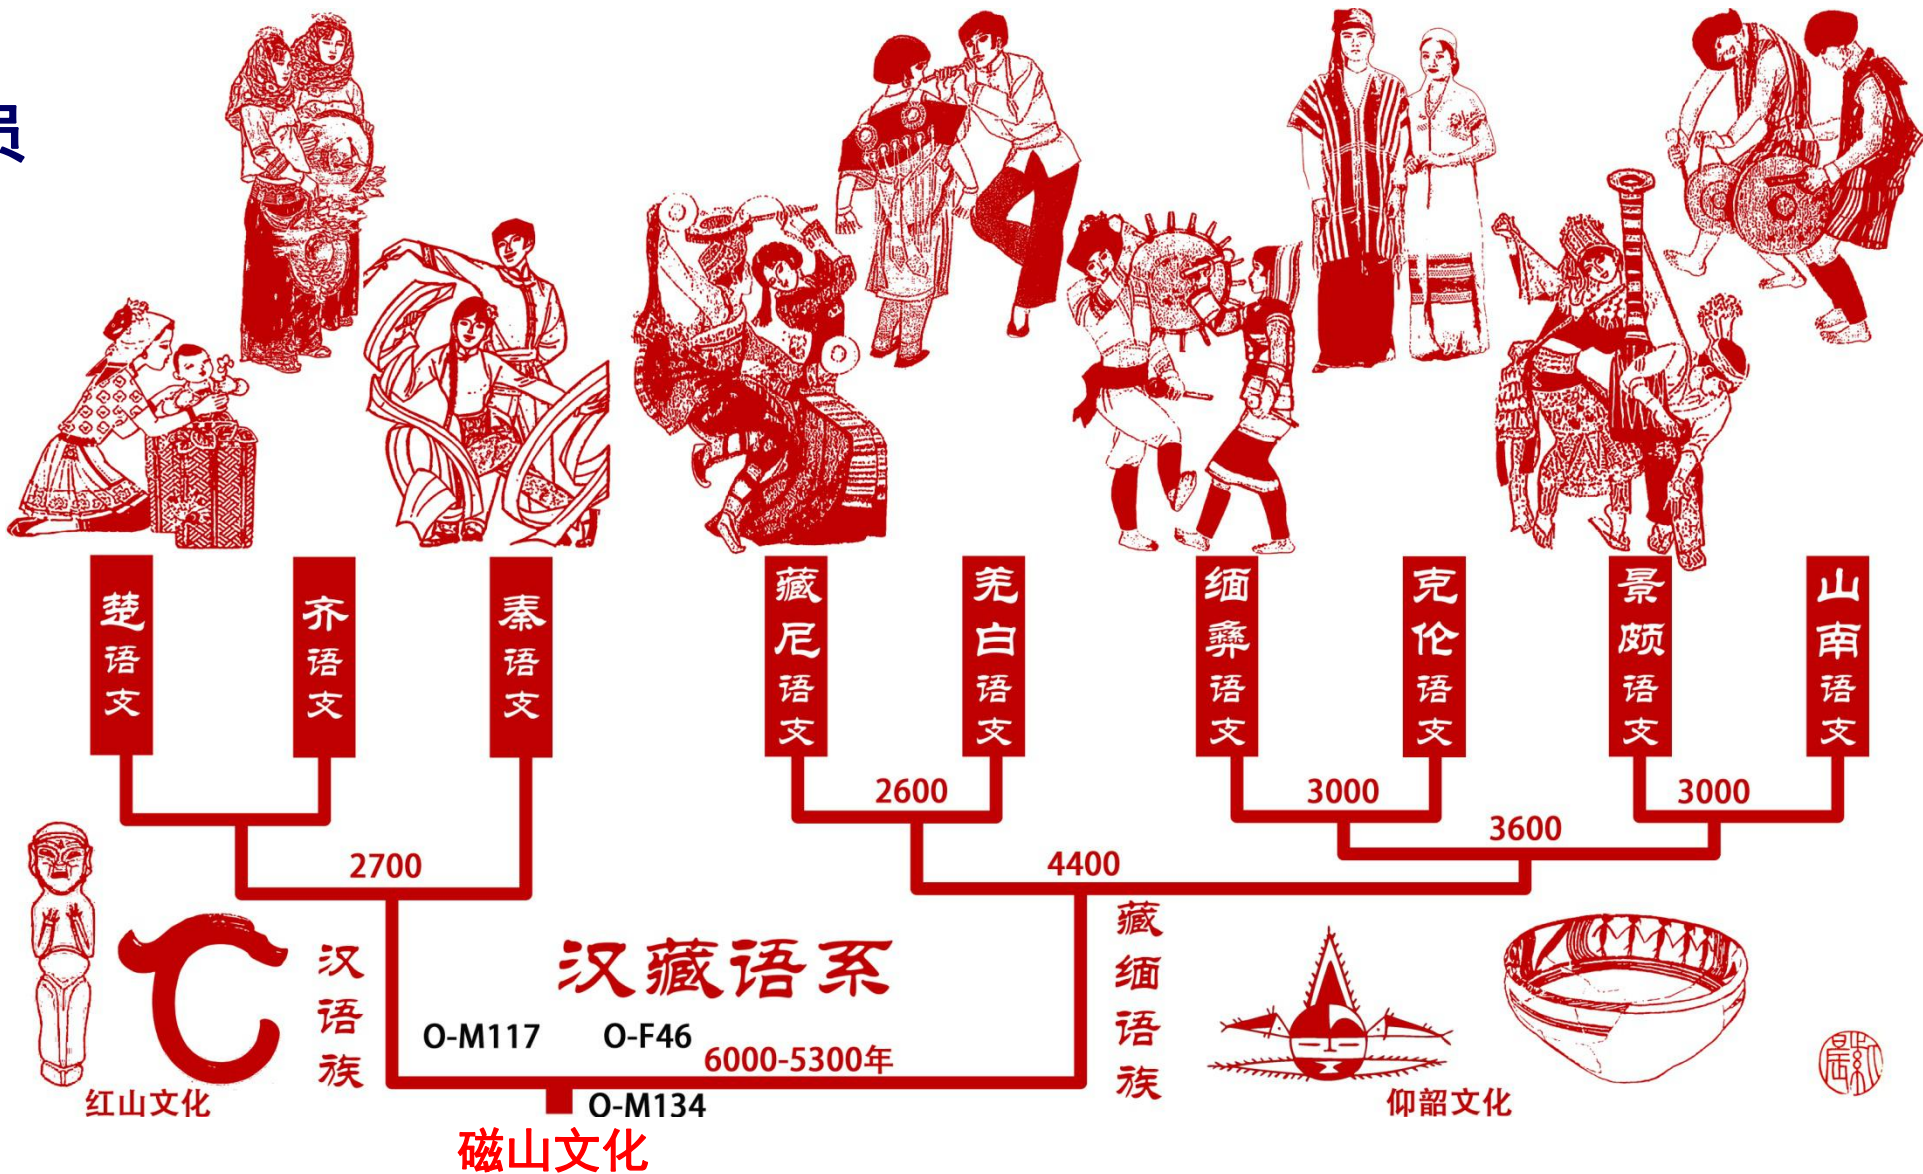 楚语支
齐语支
秦语支
藏尼语支
羌白语支
缅彝语支
克伦语支
景颇语支
山南语支
2600
3000
3000
3600
2700
4400
汉语族
汉藏语系
藏缅语族
O-M117
O-F46
6000-5300年
红山文化
O-M134
仰韶文化
磁山文化